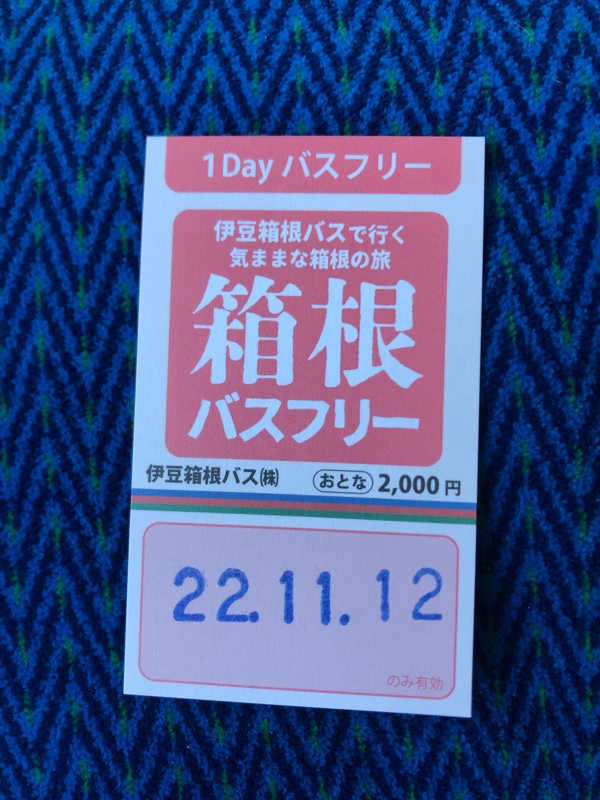 1Day バスフリー
伊豆箱根バスで行く
気ままな箱根の旅
箱根
バスフリー
伊豆箱根バス㈱ おとな 2,000円
22.11.12
のみ有効